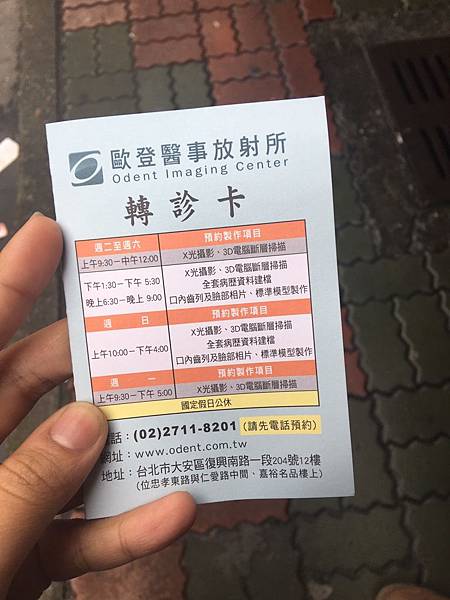 歐登醫事放射所
Odent Imaging Center
轉診卡
週二至週六 預約製作項目
上午9:30－中午12:00 X光攝影、3D電腦斷層掃描
下午1:30－下午 5:30 X光攝影、3D電腦斷層掃描
晚上6:30－晚上 9:00 全套病歷資料建檔
口內齒列及臉部相片、標準模型製作
週 日 預約製作項目
上午10:00－下午4:00 X光攝影、3D電腦斷層掃描
全套病歷資料建檔
口內齒列及臉部相片、標準模型製作
週 一 預約製作項目
上午9:30－下午 5:00 X光攝影、3D電腦斷層掃描
國定假日公休
話：(02)2711-8201 (請先電話預約)
網址：www.odent.com.tw
地址：台北市大安區復興南路一段204號12樓
(位忠孝東路與仁愛路中間、嘉裕名品樓上)